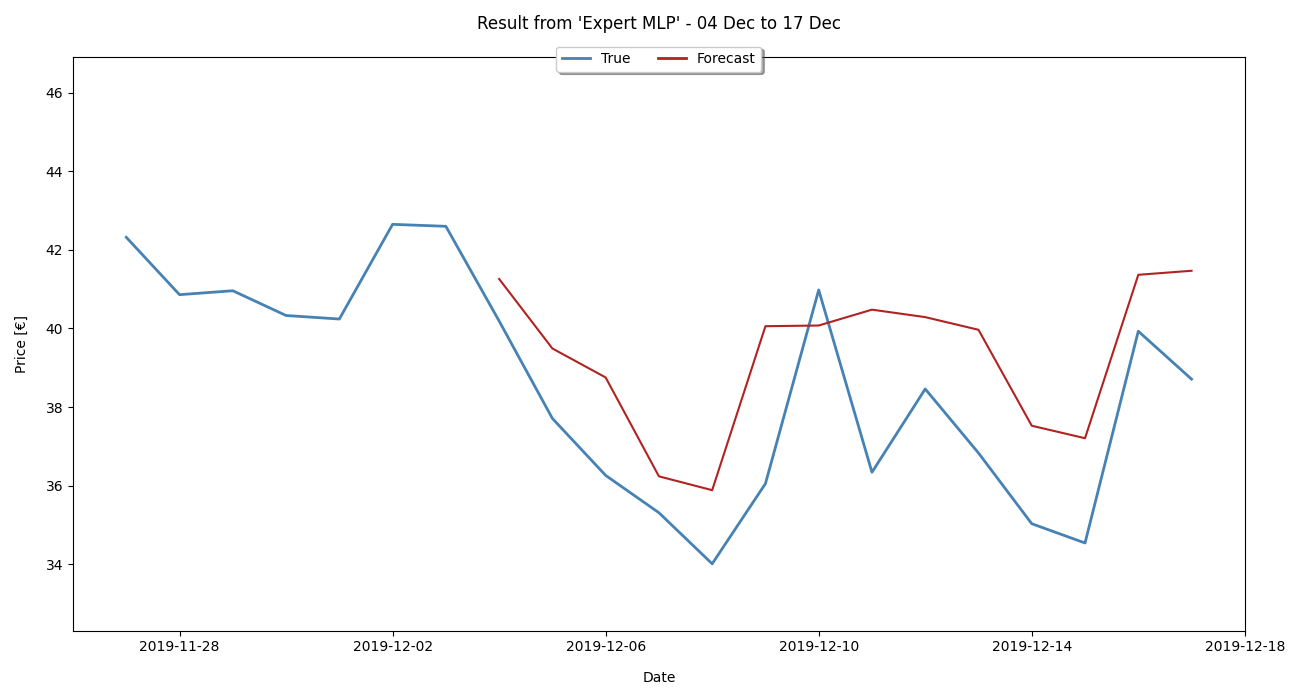 Result from 'Expert MLP' - 04 Dec to 17 Dec
True Forecast
46
44
42
40
38
36
34
Price [€]
2019-11-28 2019-12-02 2019-12-06 2019-12-10 2019-12-14 2019-12-18
Date